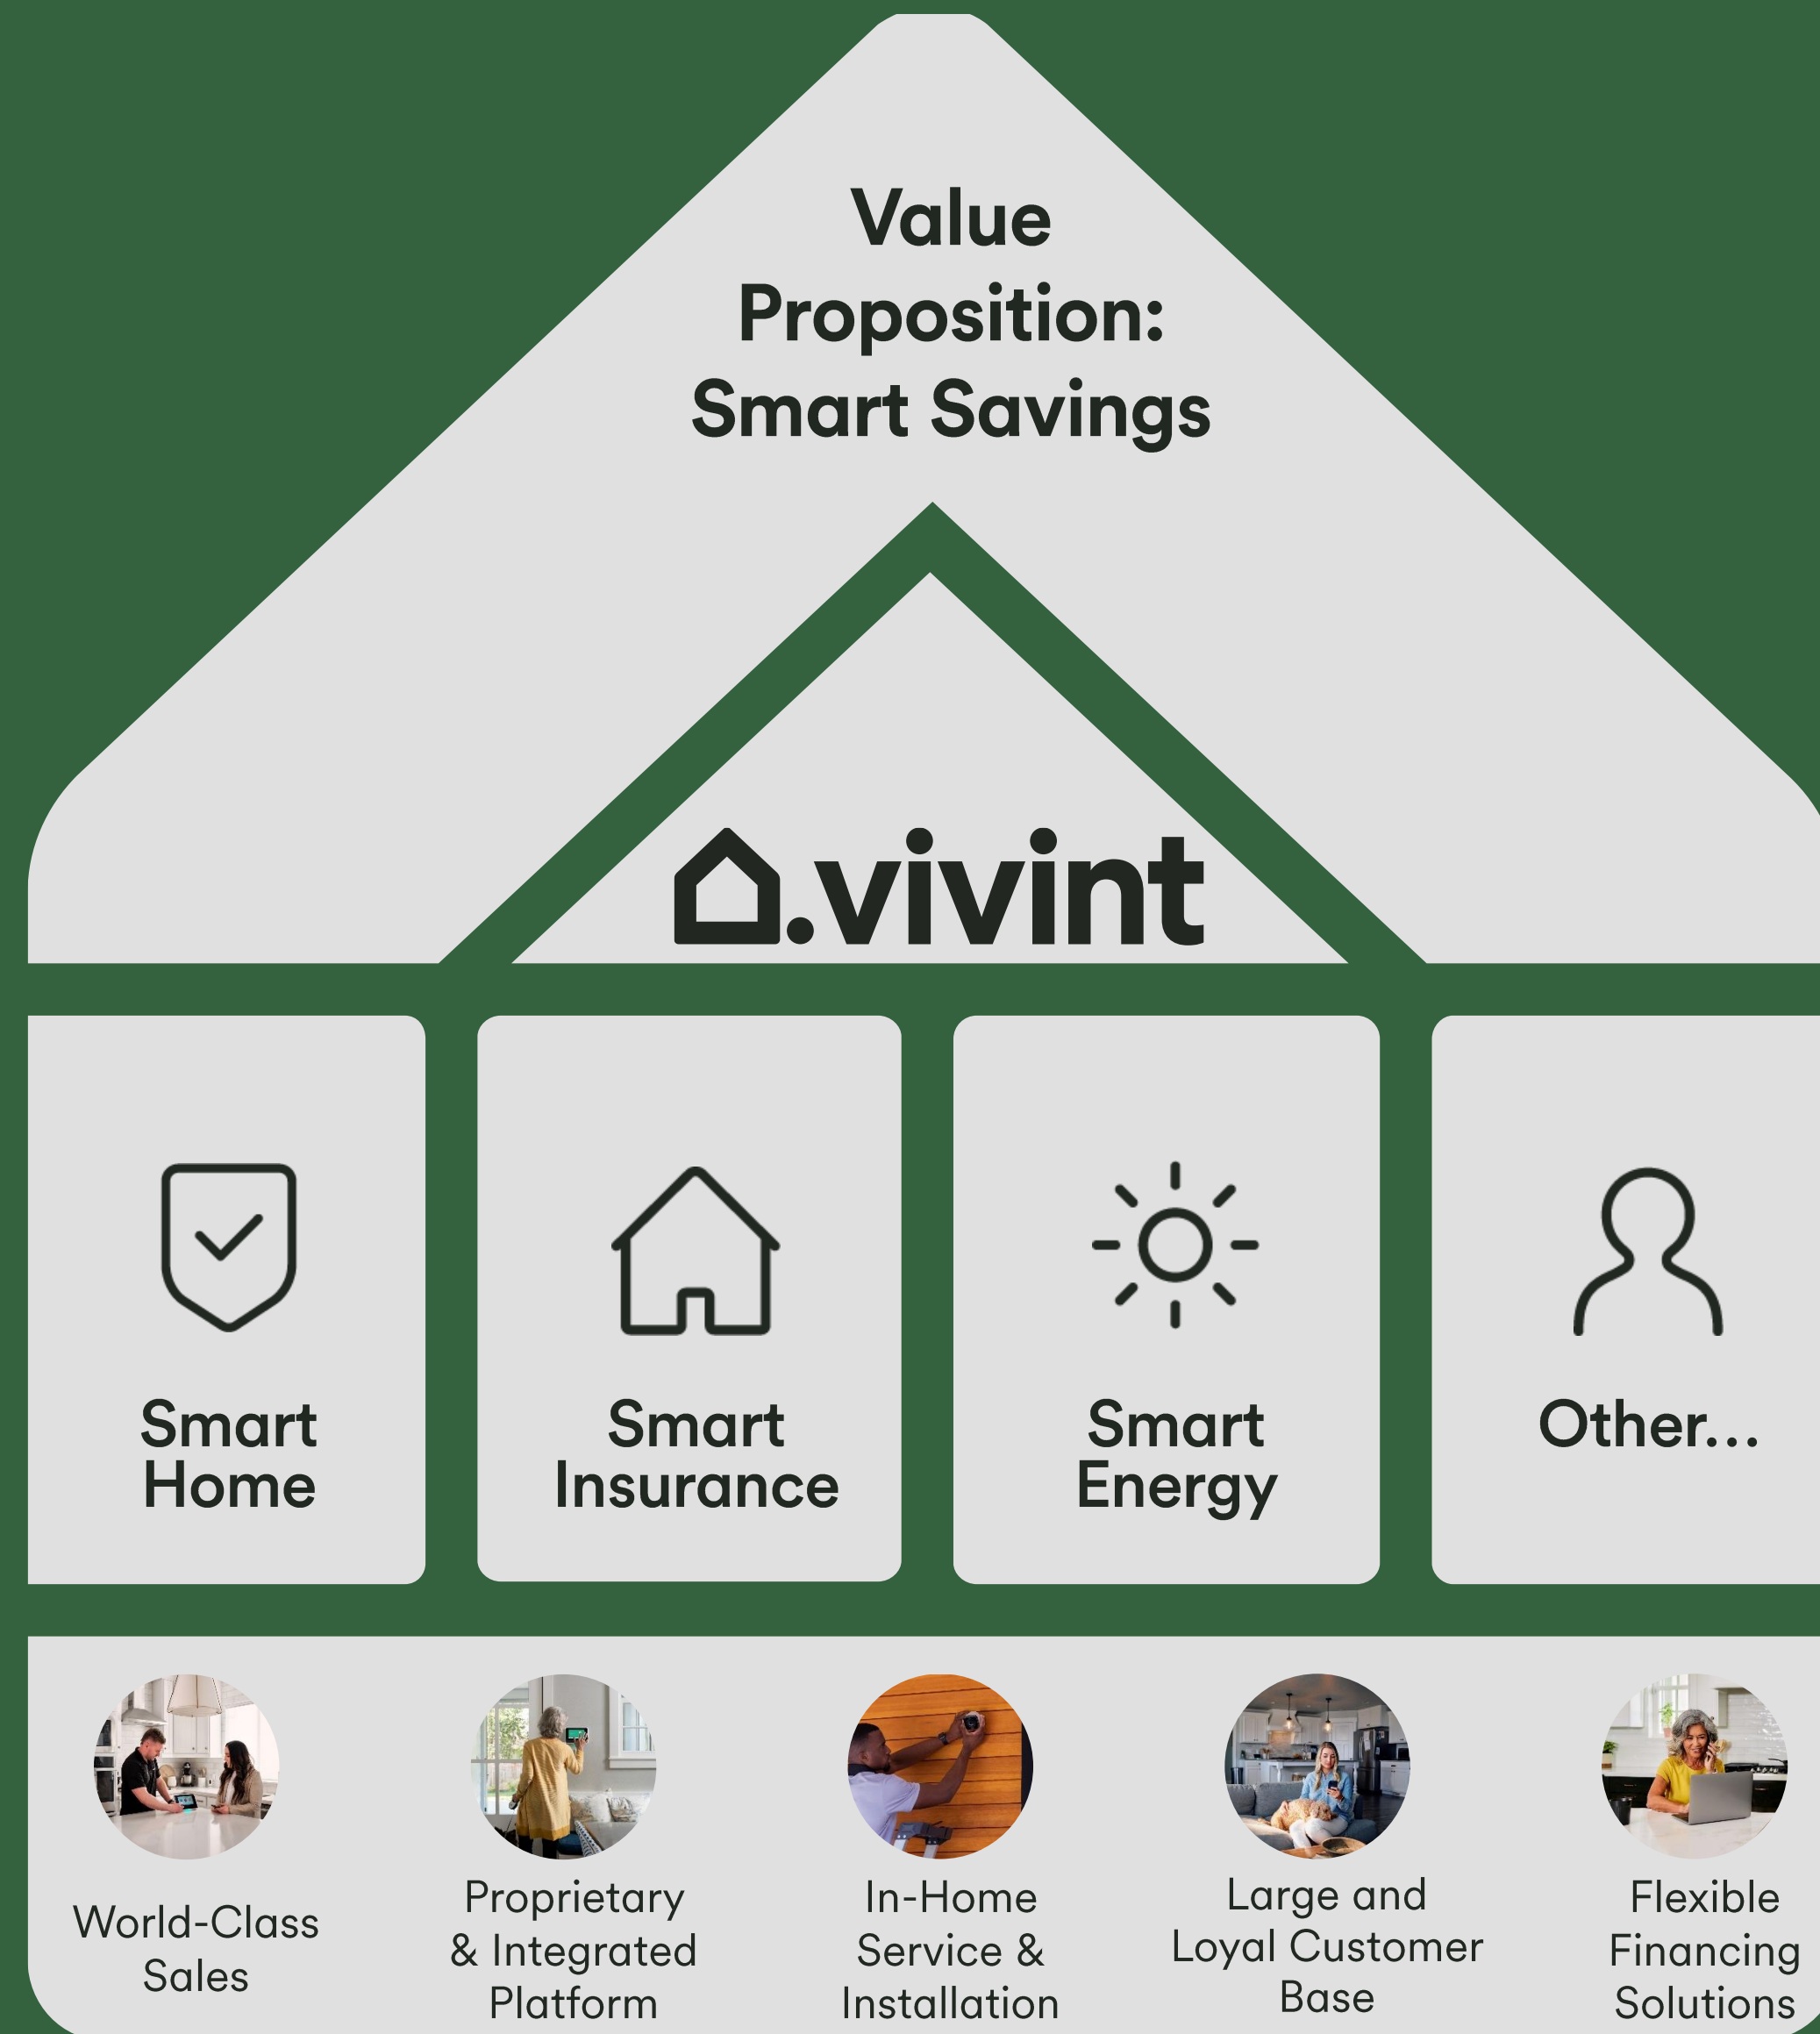 Value
Proposition:
Smart Savings
.vivint
Smart
Home
Smart
Insurance
Smart
Energy
Other...
World-Class
Sales
Proprietary
& Integrated
Platform
In-Home
Service &
Installation
Large and
Loyal Customer
Base
Flexible
Financing
Solutions